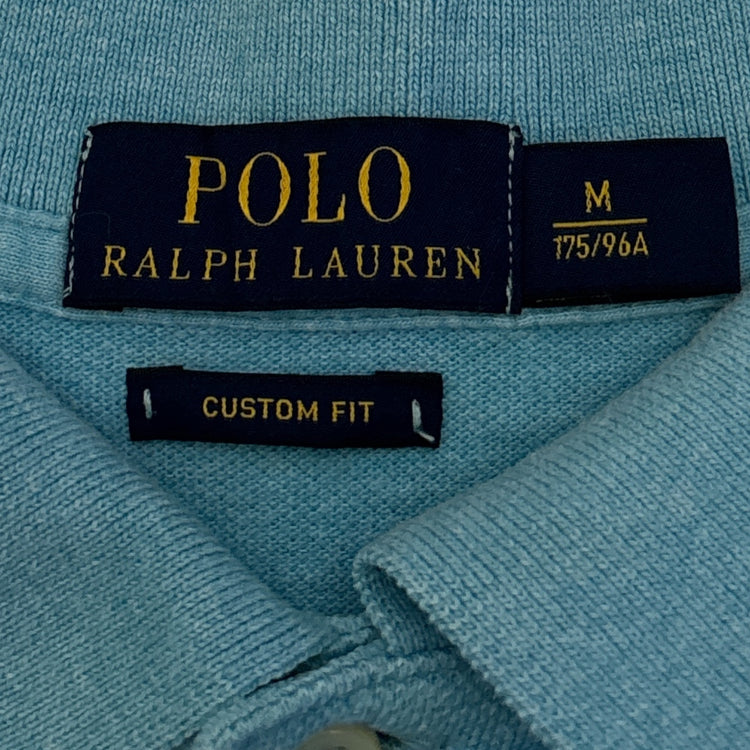 POLO
RALPH LAUREN
M
175/96A
CUSTOM FIT